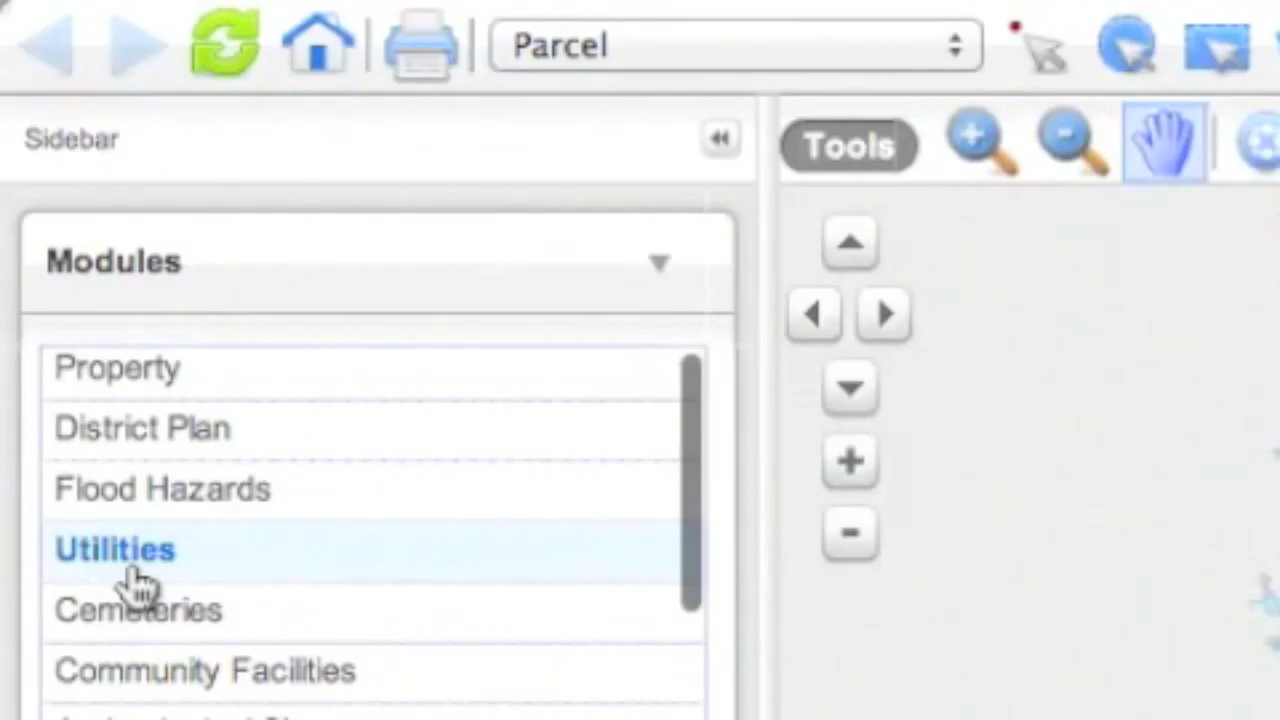 Parcel
Sidebar
Tools
Modules
Property
District Plan
Flood Hazards
Utilities
Cemeteries
Community Facilities